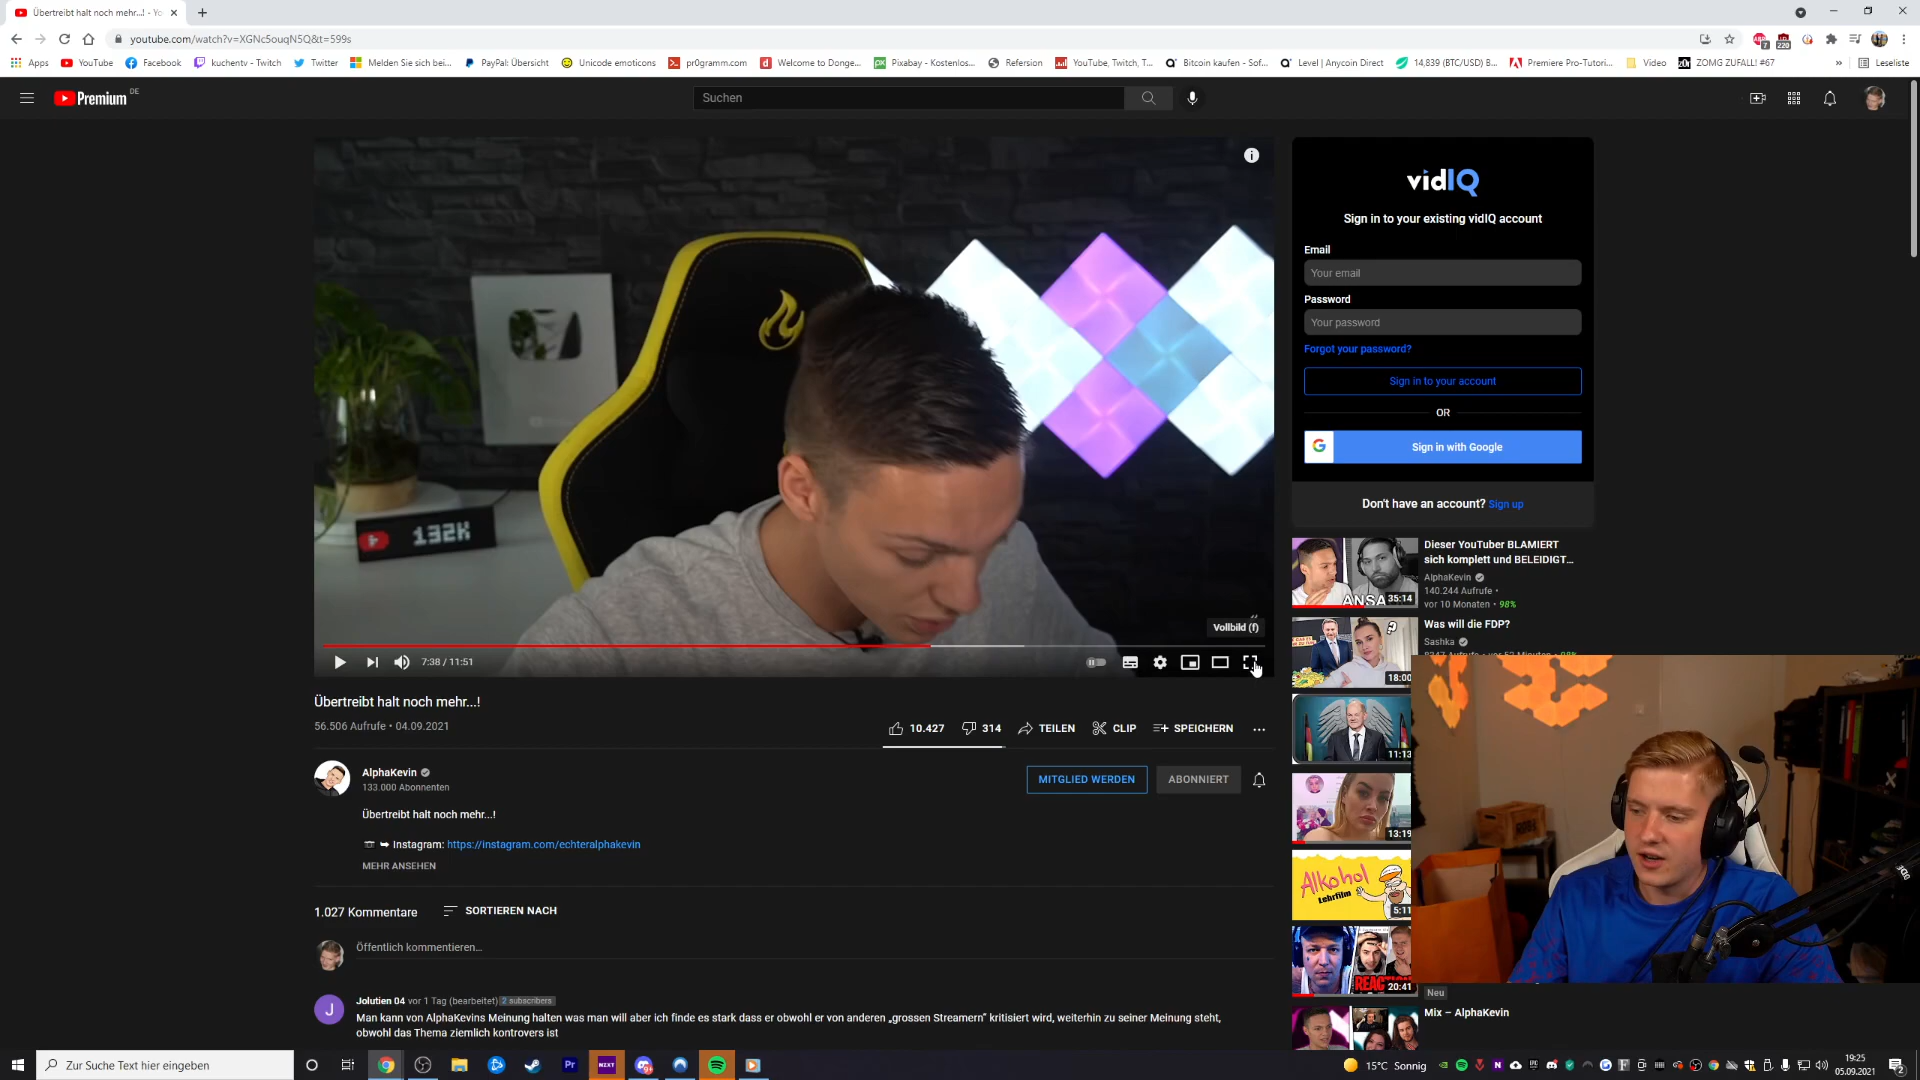 Übertreibt halt noch mehr...! - Yo
youtube.com/watch?v=XGNc5ouqN5Q&t=599s
Apps YouTube Facebook kuchentv - Twitch Twitter Melden Sie sich bei... PayPal: Übersicht Unicode emoticons pr0gramm.com Welcome to Donge... Pixabay - Kostenlos... Refersion YouTube, Twitch, T... Bitcoin kaufen - Sof... Level | Anycoin Direct 14,839 (BTC/USD) B... Premiere Pro-Tutori... Video ZOMG ZUFALL! #67 » Leseliste
Premium DE
Suchen
vidIQ
Sign in to your existing vidIQ account
Email
Your email
Password
Your password
Forgot your password?
Sign in to your account
OR
Sign in with Google
Don't have an account? Sign up
132K
Vollbild (f)
7:38 / 11:51
Übertreibt halt noch mehr...!
56.506 Aufrufe • 04.09.2021
10.427 314 TEILEN CLIP SPEICHERN
AlphaKevin
133.000 Abonnenten
MITGLIED WERDEN ABONNIERT
Übertreibt halt noch mehr...!
Instagram: https://instagram.com/echteralphakevin
MEHR ANSEHEN
1.027 Kommentare SORTIEREN NACH
Öffentlich kommentieren...
J
Jolutien 04 vor 1 Tag (bearbeitet) 2 subscribers
Man kann von AlphaKevins Meinung halten was man will aber ich finde es stark dass er obwohl er von anderen „grossen Streamern" kritisiert wird, weiterhin zu seiner Meinung steht,
obwohl das Thema ziemlich kontrovers ist
ANSA
35:14
Dieser YouTuber BLAMIERT
sich komplett und BELEIDIGT...
AlphaKevin
140.244 Aufrufe •
vor 10 Monaten • 98%
18:00
Was will die FDP?
Sashka
11:13
13:19
Alkohol
Lehrfilm
5:11
REACTION
20:41
Neu
Mix – AlphaKevin
Zur Suche Text hier eingeben
15°C Sonnig
19:25
05.09.2021